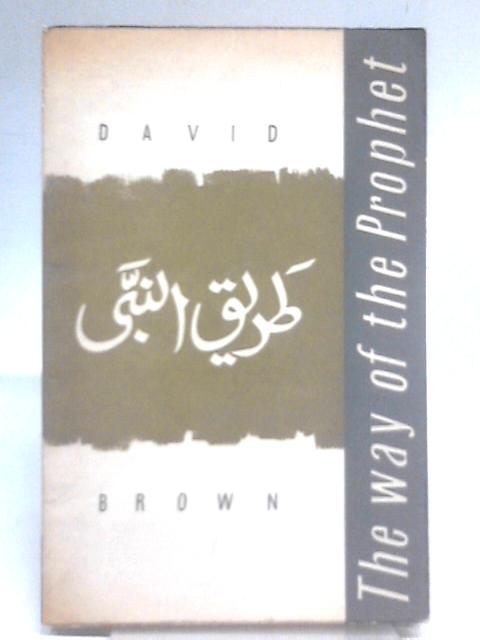 DAVID
طريق النبي
BROWN
The way of the Prophet